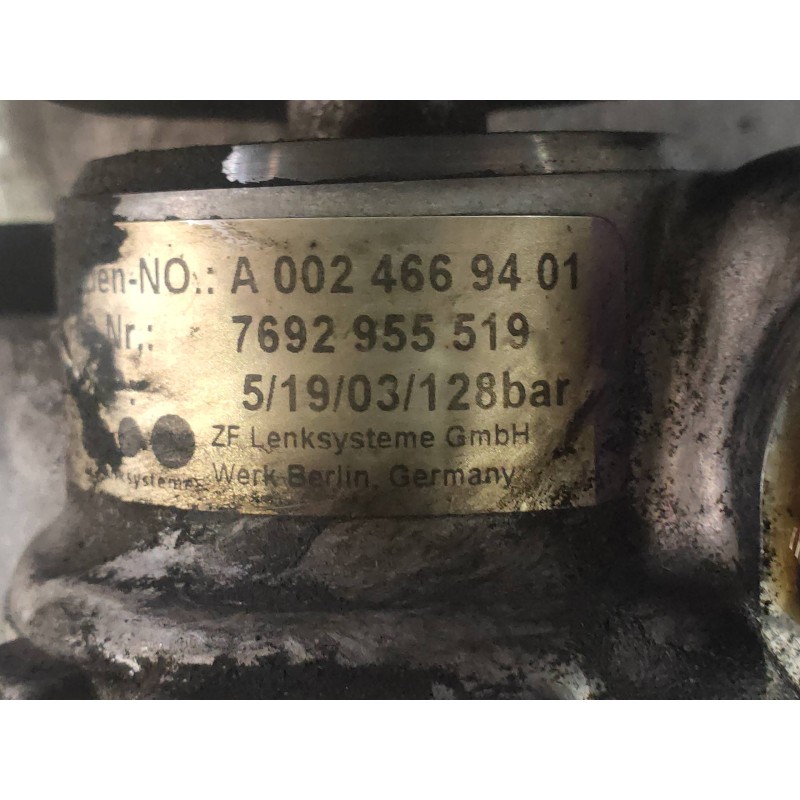 den-NO.: A 002 466 94 01
Nr.: 7692 955 519
5/19/03/128bar
ZF Lenksysteme GmbH
Werk Berlin, Germany